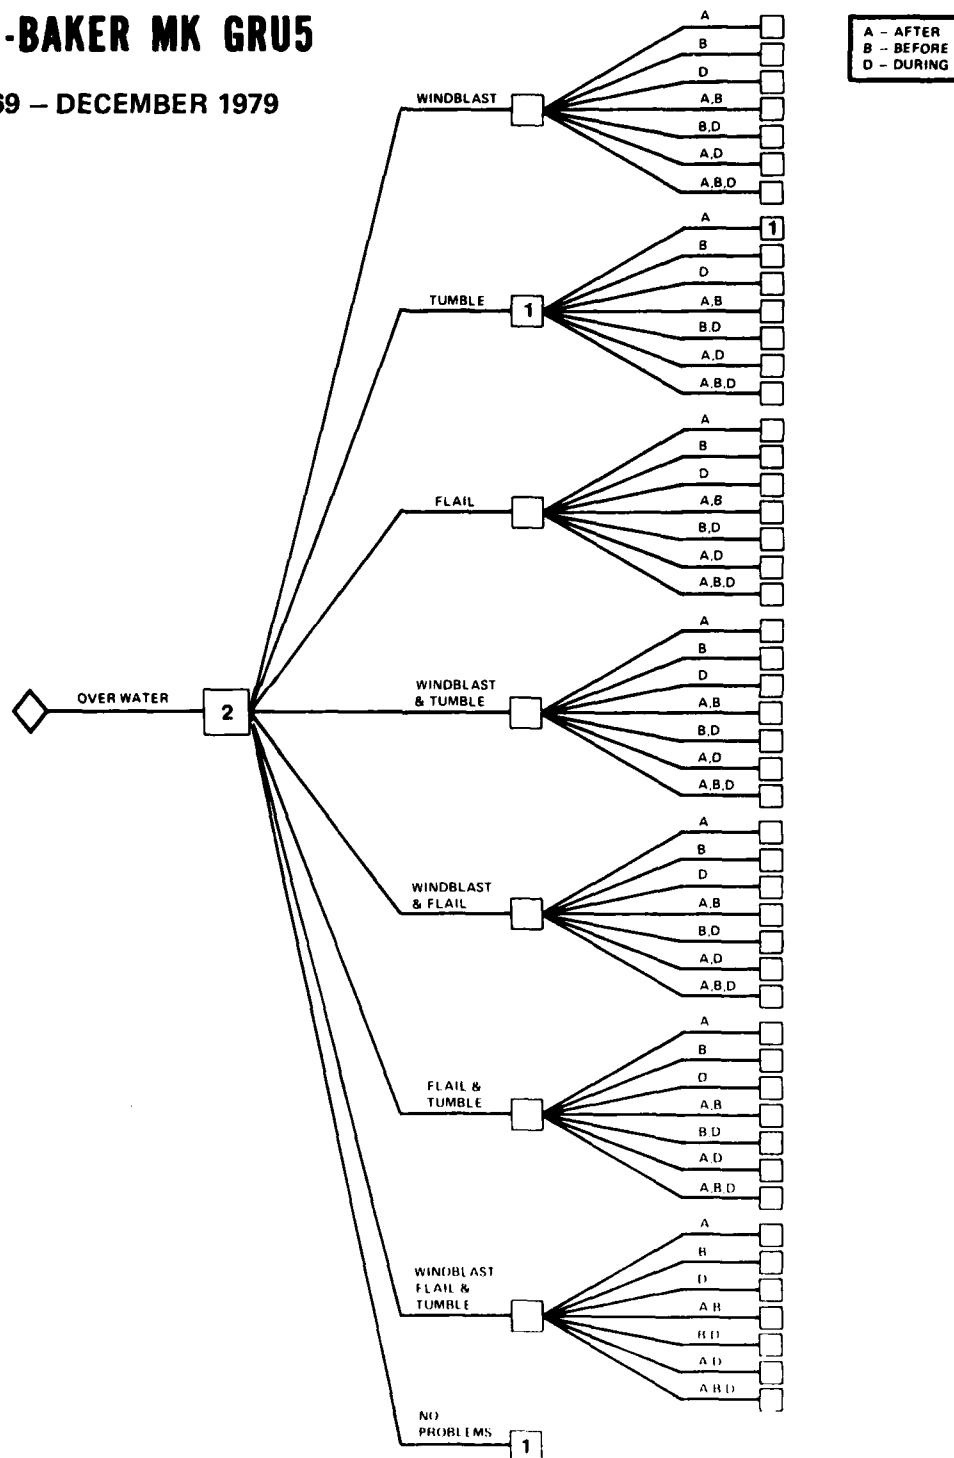 -BAKER MK GRU5
69 – DECEMBER 1979
A – AFTER
B – BEFORE
D – DURING
WINDBLAST
A
B
D
A,B
B,D
A,D
A,B,D
TUMBLE
1
A
1
B
D
A,B
B,D
A,D
A,B,D
FLAIL
A
B
D
A,B
B,D
A,D
A,B,D
OVER WATER
2
WINDBLAST
& TUMBLE
A
B
D
A,B
B,D
A,D
A,B,D
WINDBLAST
& FLAIL
A
B
D
A,B
B,D
A,D
A,B,D
FLAIL &
TUMBLE
A
B
D
A,B
B,D
A,D
A,B,D
WINDBLAST
FLAIL &
TUMBLE
A
B
D
A,B
B,D
A,D
A,B,D
NO
PROBLEMS
1